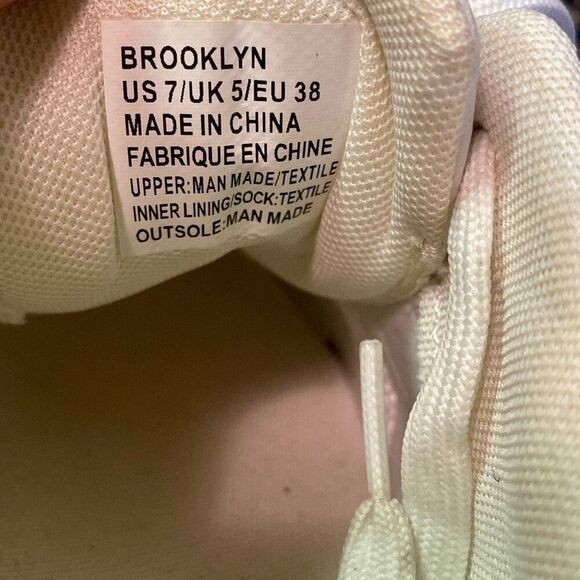 BROOKLYN
US 7/UK 5/EU 38
MADE IN CHINA
FABRIQUE EN CHINE
UPPER:MAN MADE/TEXTILE
INNER LINING/SOCK:TEXTILE
OUTSOLE:MAN MADE